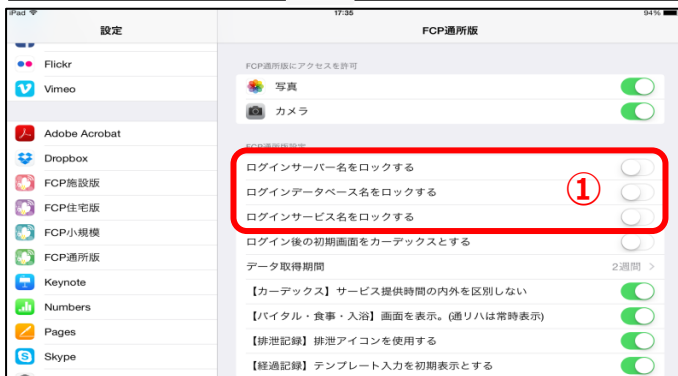 iPad
17:35
94%
設定
FCP通所版
Flickr
Vimeo
Adobe Acrobat
Dropbox
FCP施設版
FCP住宅版
FCP小規模
FCP通所版
Keynote
Numbers
Pages
Skype
FCP通所版にアクセスを許可
写真
カメラ
FCP通所版設定
ログインサーバー名をロックする
ログインデータベース名をロックする
①
ログインサービス名をロックする
ログイン後の初期画面をカーデックスとする
データ取得期間
2週間 >
【カーデックス】サービス提供時間の内外を区別しない
【バイタル・食事・入浴】画面を表示。(通リハは常時表示)
【排泄記録】排泄アイコンを使用する
【経過記録】テンプレート入力を初期表示とする